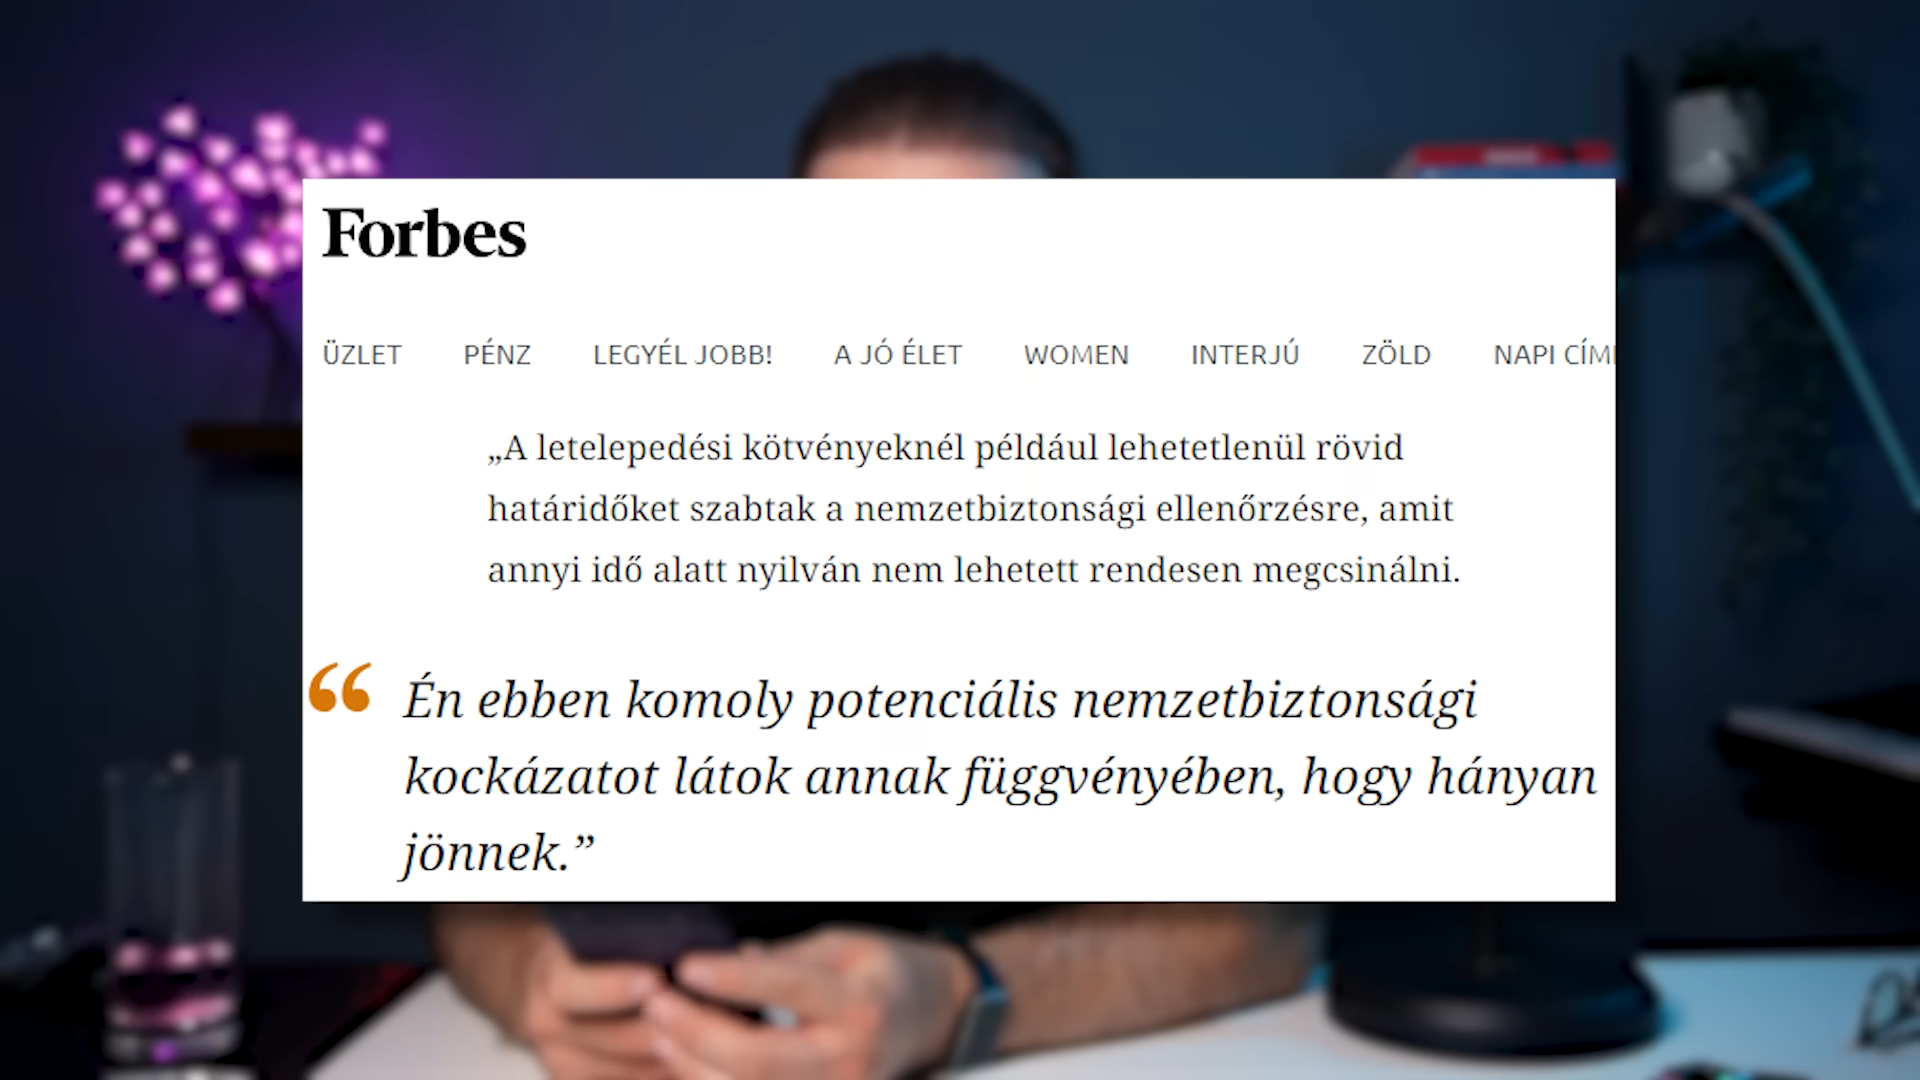 Forbes
ÜZLET PÉNZ LEGYÉL JOBB! A JÓ ÉLET WOMEN INTERJÚ ZÖLD NAPI
„A letelepedési kötvényeknél például lehetetlenül rövid
határidőket szabtak a nemzetbiztonsági ellenőrzésre, amit
annyi idő alatt nyilván nem lehetett rendesen megcsinálni.
“ Én ebben komoly potenciális nemzetbiztonsági
kockázatot látok annak függvényében, hogy hányan
jönnek.”